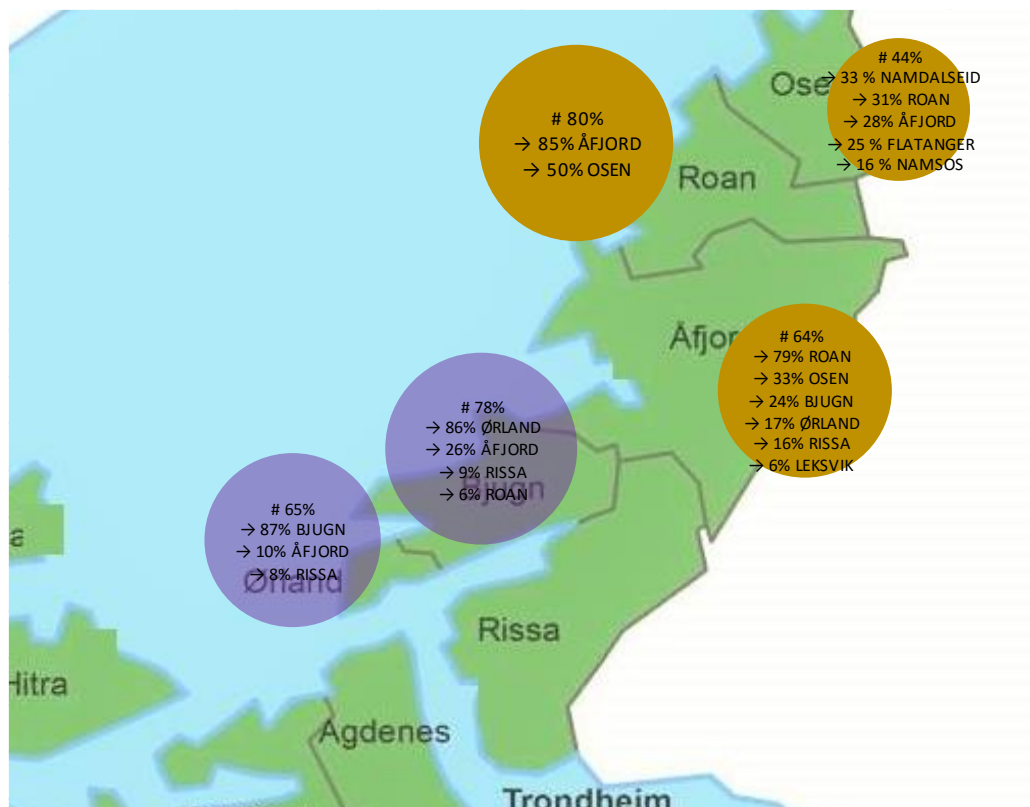 # 44%
Ose
→ 33 % NAMDALSEID
→ 31% ROAN
→ 28% ÅFJORD
→ 25 % FLATANGER
→ 16 % NAMSOS
# 80%
→ 85% ÅFJORD
→ 50% OSEN
Roan
Åfjor
# 64%
→ 79% ROAN
→ 33% OSEN
→ 24% BJUGN
→ 17% ØRLAND
→ 16% RISSA
→ 6% LEKSVIK
# 78%
→ 86% ØRLAND
→ 26% ÅFJORD
→ 9% RISSA
→ 6% ROAN
Bjugn
# 65%
→ 87% BJUGN
→ 10% ÅFJORD
→ 8% RISSA
Ørland
a
Rissa
Hitra
Agdenes
Trondheim